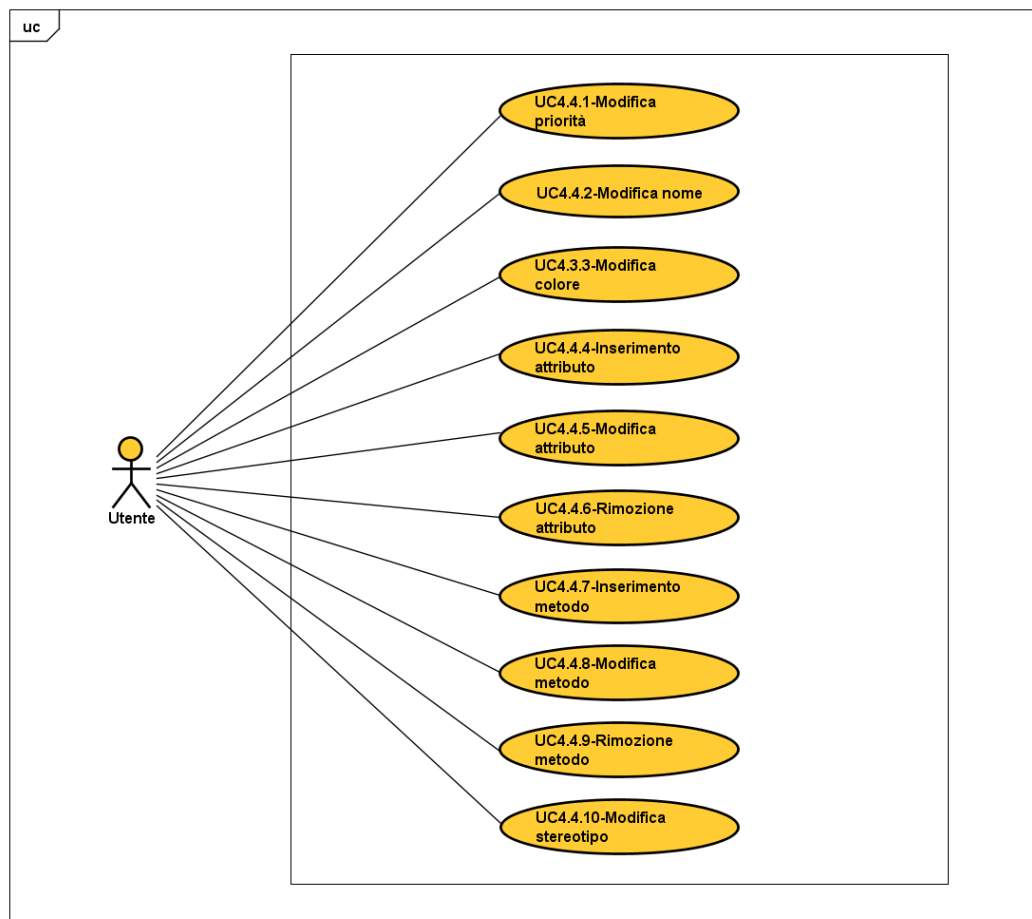 uc
UC4.4.1-Modifica
priorità
UC4.4.2-Modifica nome
UC4.3.3-Modifica
colore
UC4.4.4-Inserimento
attributo
UC4.4.5-Modifica
attributo
UC4.4.6-Rimozione
attributo
Utente
UC4.4.7-Inserimento
metodo
UC4.4.8-Modifica
metodo
UC4.4.9-Rimozione
metodo
UC4.4.10-Modifica
stereotipo